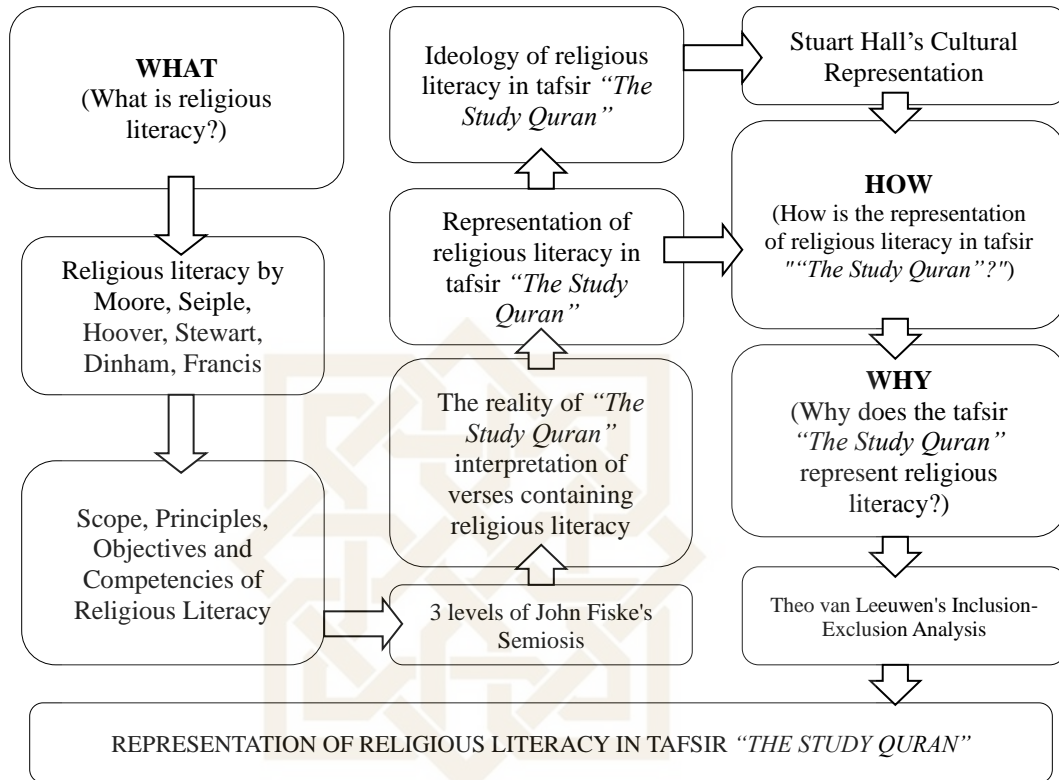 WHAT
(What is religious
literacy?)
Religious literacy by
Moore, Seiple,
Hoover, Stewart,
Dinham, Francis
Scope, Principles,
Objectives and
Competencies of
Religious Literacy
3 levels of John Fiske's
Semiosis
The reality of “The
Study Quran”
interpretation of
verses containing
religious literacy
Representation of
religious literacy in
tafsir “The Study
Quran”
Ideology of religious
literacy in tafsir “The
Study Quran”
Stuart Hall’s Cultural
Representation
HOW
(How is the representation
of religious literacy in tafsir
"“The Study Quran”?")
WHY
(Why does the tafsir
“The Study Quran”
represent religious
literacy?)
Theo van Leeuwen's Inclusion-
Exclusion Analysis
REPRESENTATION OF RELIGIOUS LITERACY IN TAFSIR “THE STUDY QURAN”